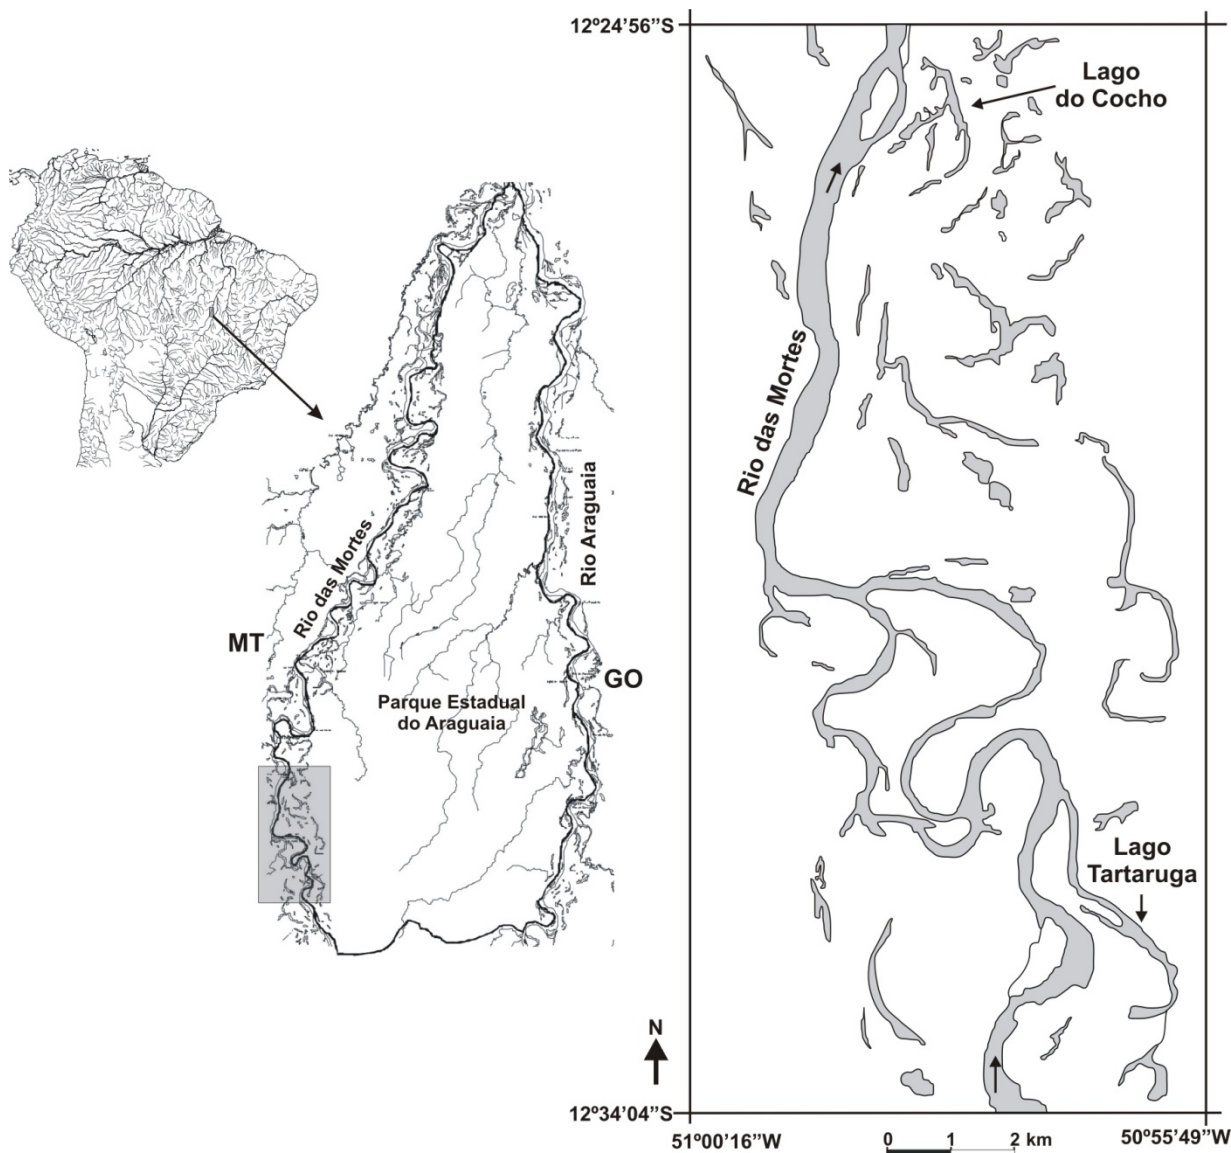 12º24’56”S
Lago
do Cocho
Rio das Mortes
Rio das Mortes
Rio Araguaia
MT
GO
Parque Estadual
do Araguaia
Lago
Tartaruga
N
12º34’04”S
51º00’16”W
0 1 2 km
50º55’49”W